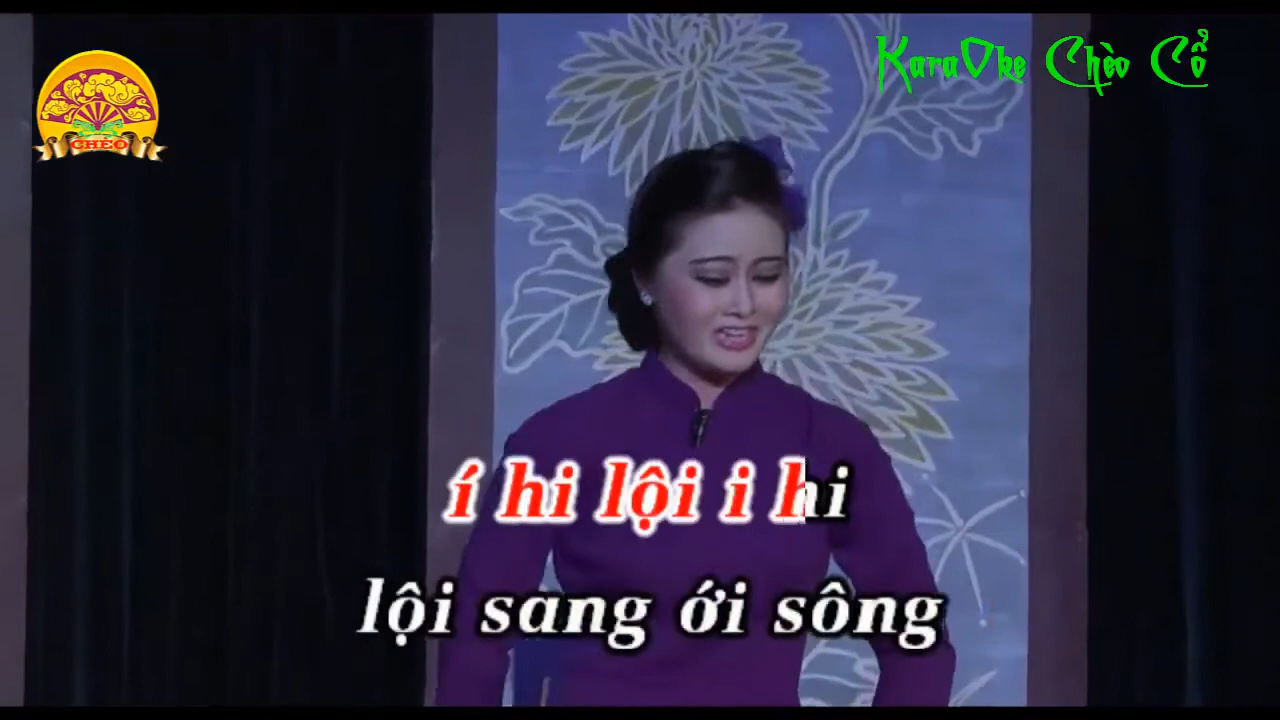 KaraOke Chèo Cổ
CHÈO
í hi lội i hi
lội sang ới sông